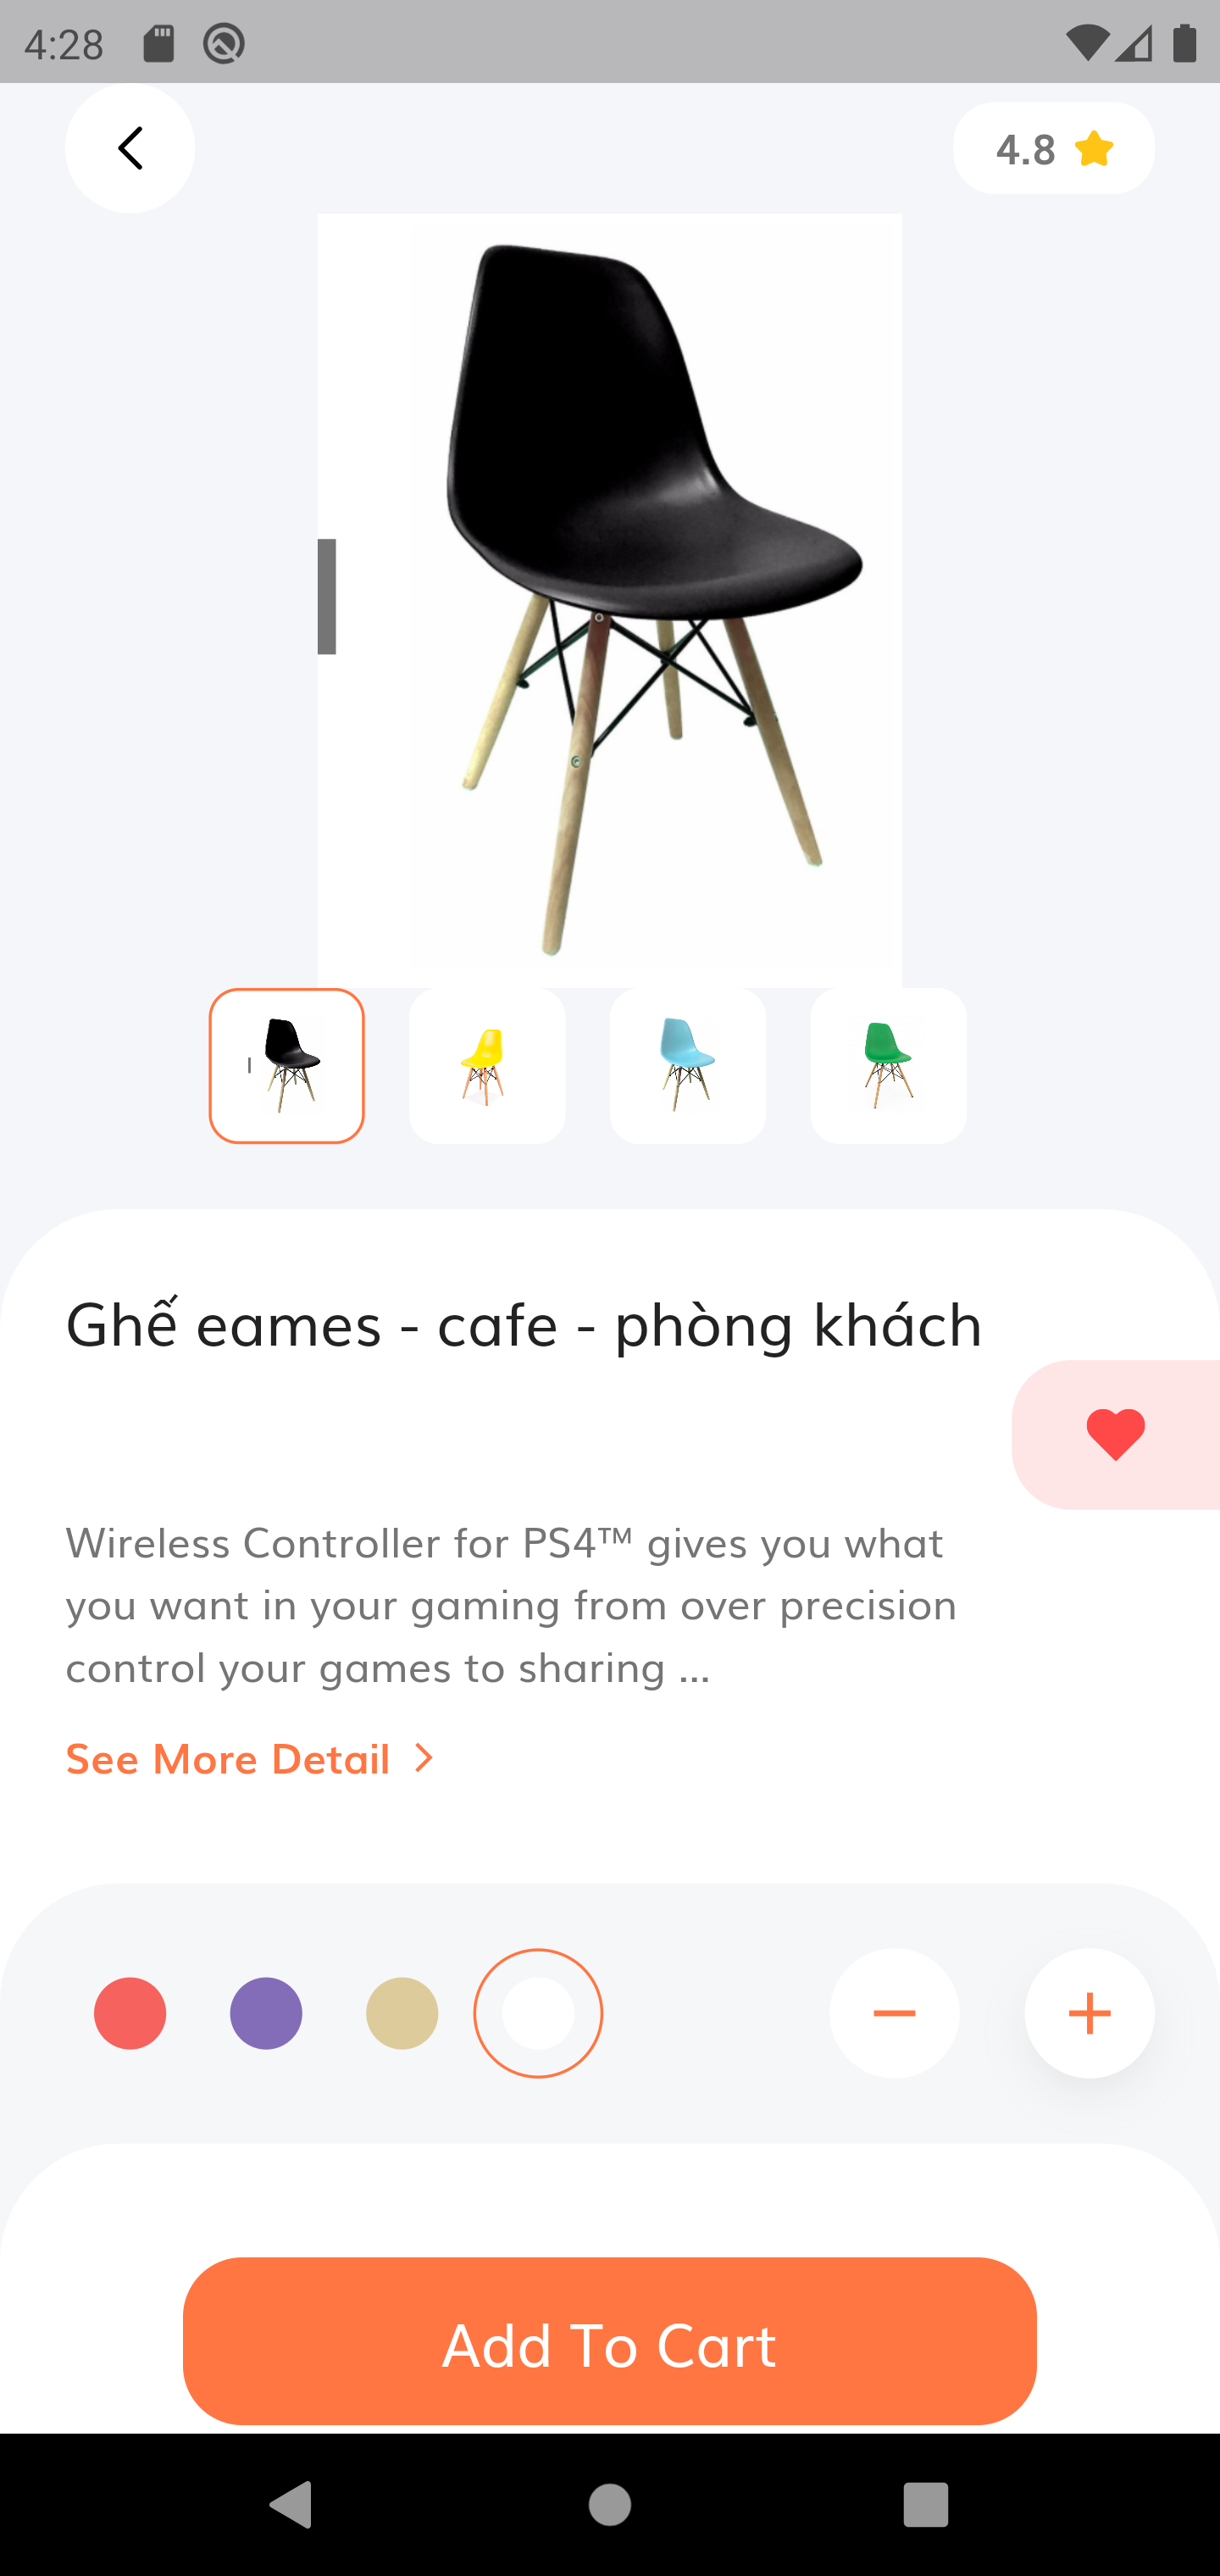 4:28
4.8
Ghế eames - cafe - phòng khách
Wireless Controller for PS4™ gives you what
you want in your gaming from over precision
control your games to sharing ...
See More Detail
Add To Cart